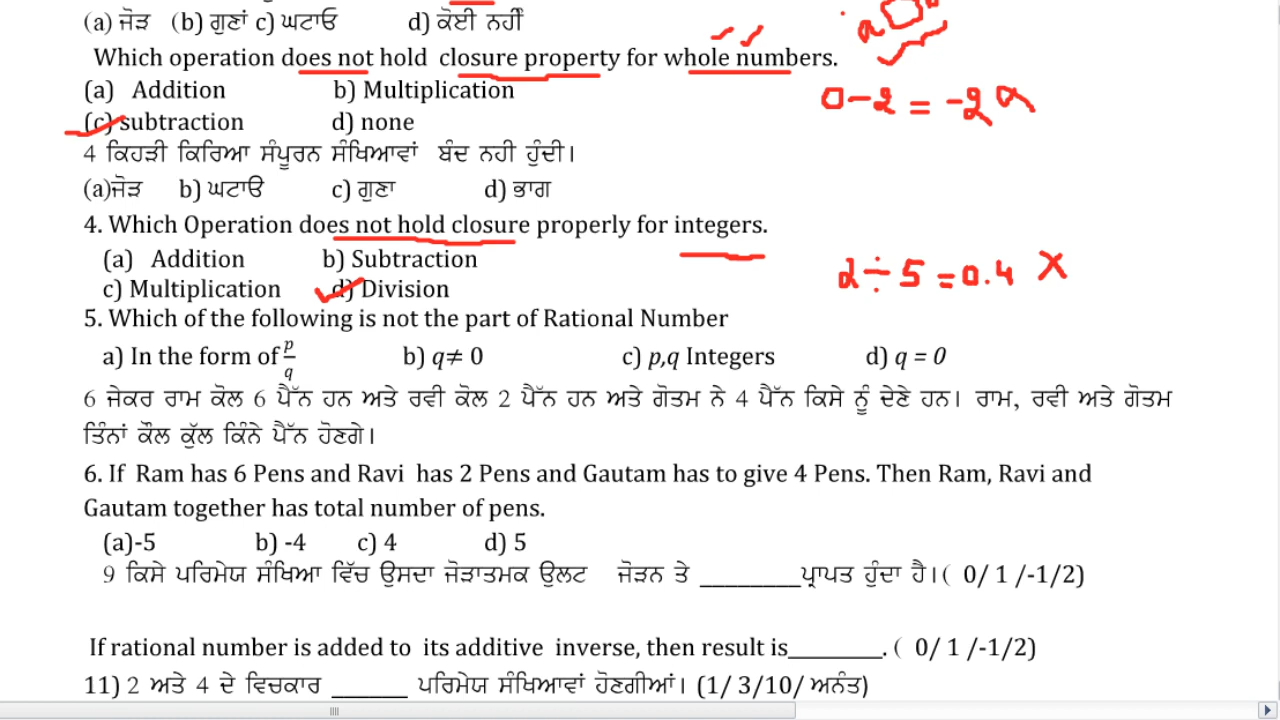 (a) ਜੋੜ (b) ਗੁਣਾਂ c) ਘਟਾਓ d) ਕੋਈ ਨਹੀਂ
Which operation does not hold closure property for whole numbers.
(a) Addition b) Multiplication
0-2 = -2
(c) subtraction d) none
4 ਕਿਹੜੀ ਕਿਰਿਆ ਸੰਪੂਰਨ ਸੰਖਿਆਵਾਂ ਬੰਦ ਨਹੀ ਹੁੰਦੀ।
(a)ਜੋੜ b) ਘਟਾੳ c) ਗੁਣਾ d) ਭਾਗ
4. Which Operation does not hold closure properly for integers.
(a) Addition b) Subtraction
2÷5=0.4 X
c) Multiplication d) Division
5. Which of the following is not the part of Rational Number
a) In the form of p/q b) q≠ 0 c) p,q Integers d) q = 0
6 ਜੇਕਰ ਰਾਮ ਕੋਲ 6 ਪੈੱਨ ਹਨ ਅਤੇ ਰਵੀ ਕੋਲ 2 ਪੈੱਨ ਹਨ ਅਤੇ ਗੋਤਮ ਨੇ 4 ਪੈੱਨ ਕਿਸੇ ਨੂੰ ਦੇਣੇ ਹਨ। ਰਾਮ, ਰਵੀ ਅਤੇ ਗੋਤਮ
ਤਿੰਨਾਂ ਕੌਲ ਕੁੱਲ ਕਿੰਨੇ ਪੈੱਨ ਹੋਣਗੇ।
6. If Ram has 6 Pens and Ravi has 2 Pens and Gautam has to give 4 Pens. Then Ram, Ravi and
Gautam together has total number of pens.
(a)-5 b) -4 c) 4 d) 5
9 ਕਿਸੇ ਪਰਿਮੇਯ ਸੰਖਿਆ ਵਿੱਚ ਉਸਦਾ ਜੋੜਾਤਮਕ ਉਲਟ ਜੋੜਨ ਤੇ ________ਪ੍ਰਾਪਤ ਹੁੰਦਾ ਹੈ।( 0/ 1 /-1/2)
If rational number is added to its additive inverse, then result is________. ( 0/ 1 /-1/2)
11) 2 ਅਤੇ 4 ਦੇ ਵਿਚਕਾਰ ______ ਪਰਿਮੇਯ ਸੰਖਿਆਵਾਂ ਹੋਣਗੀਆਂ। (1/ 3/10/ ਅਨੰਤ)